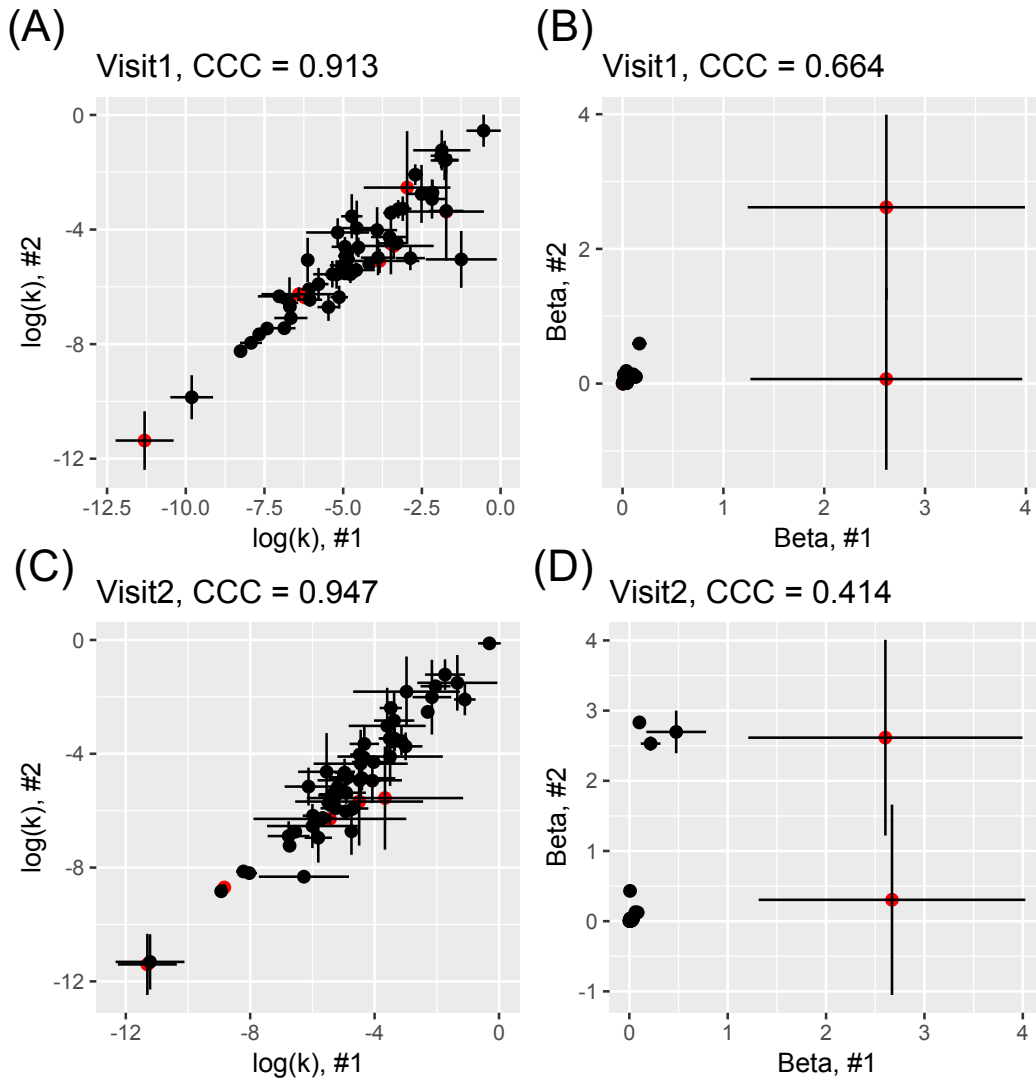 (A)
Visit1, CCC = 0.913
0
-4
-8
-12
log(k), #2
-12.5 -10.0 -7.5 -5.0 -2.5 0.0
log(k), #1
(B)
Visit1, CCC = 0.664
4
2
0
Beta, #2
0 1 2 3 4
Beta, #1
(C)
Visit2, CCC = 0.947
0
-4
-8
-12
log(k), #2
-12 -8 -4 0
log(k), #1
(D)
Visit2, CCC = 0.414
4
3
2
1
0
-1
Beta, #2
0 1 2 3 4
Beta, #1